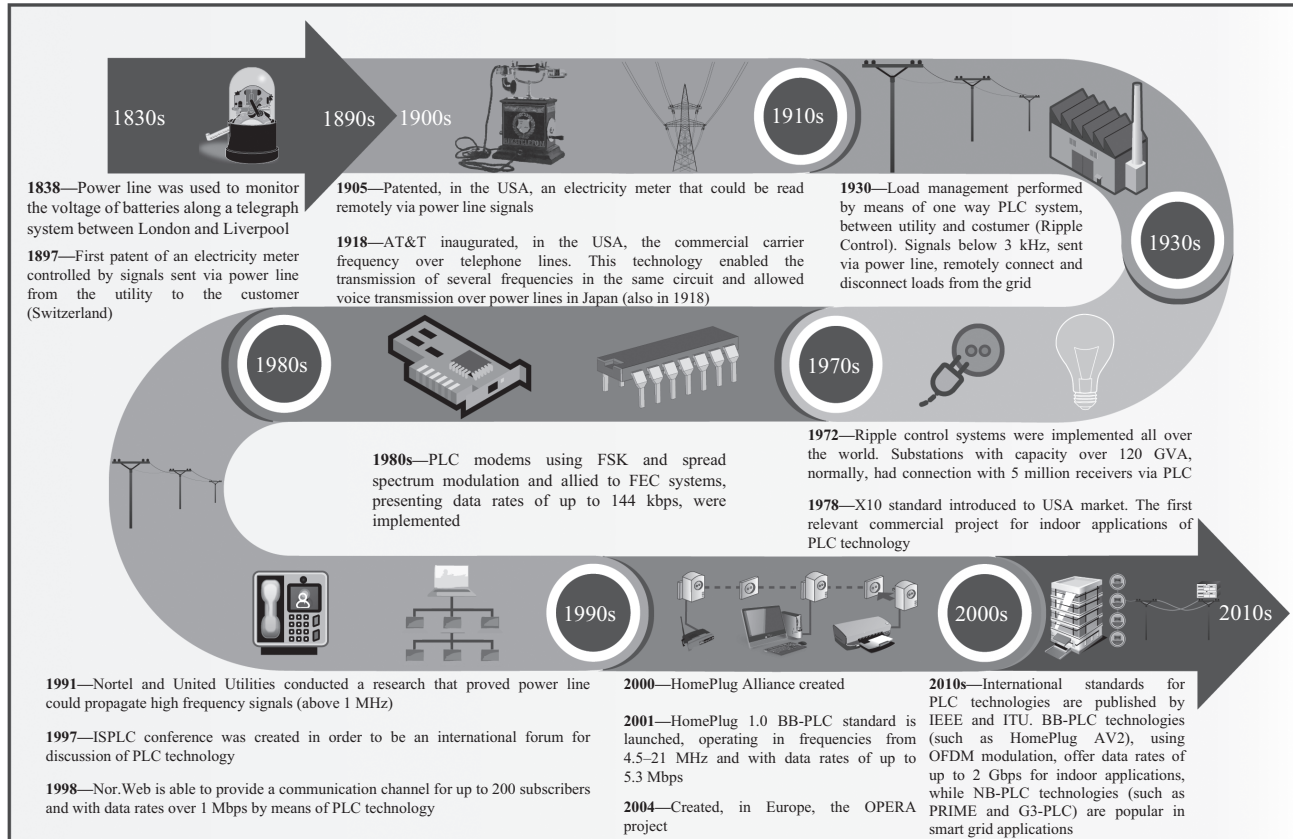 1830s
1890s
1900s
1910s
1838—Power line was used to monitor
the voltage of batteries along a telegraph
system between London and Liverpool
1897—First patent of an electricity meter
controlled by signals sent via power line
from the utility to the customer
(Switzerland)
1905—Patented, in the USA, an electricity meter that could be read
remotely via power line signals
1918—AT&T inaugurated, in the USA, the commercial carrier
frequency over telephone lines. This technology enabled the
transmission of several frequencies in the same circuit and allowed
voice transmission over power lines in Japan (also in 1918)
1930—Load management performed
by means of one way PLC system,
between utility and costumer (Ripple
Control). Signals below 3 kHz, sent
via power line, remotely connect and
disconnect loads from the grid
1930s
1970s
1980s
1972—Ripple control systems were implemented all over
the world. Substations with capacity over 120 GVA,
normally, had connection with 5 million receivers via PLC
1978—X10 standard introduced to USA market. The first
relevant commercial project for indoor applications of
PLC technology
1980s—PLC modems using FSK and spread
spectrum modulation and allied to FEC systems,
presenting data rates of up to 144 kbps, were
implemented
1990s
2000s
2010s
1991—Nortel and United Utilities conducted a research that proved power line
could propagate high frequency signals (above 1 MHz)
1997—ISPLC conference was created in order to be an international forum for
discussion of PLC technology
1998—Nor.Web is able to provide a communication channel for up to 200 subscribers
and with data rates over 1 Mbps by means of PLC technology
2000—HomePlug Alliance created
2001—HomePlug 1.0 BB-PLC standard is
launched, operating in frequencies from
4.5–21 MHz and with data rates of up to
5.3 Mbps
2004—Created, in Europe, the OPERA
project
2010s—International standards for
PLC technologies are published by
IEEE and ITU. BB-PLC technologies
(such as HomePlug AV2), using
OFDM modulation, offer data rates of
up to 2 Gbps for indoor applications,
while NB-PLC technologies (such as
PRIME and G3-PLC) are popular in
smart grid applications